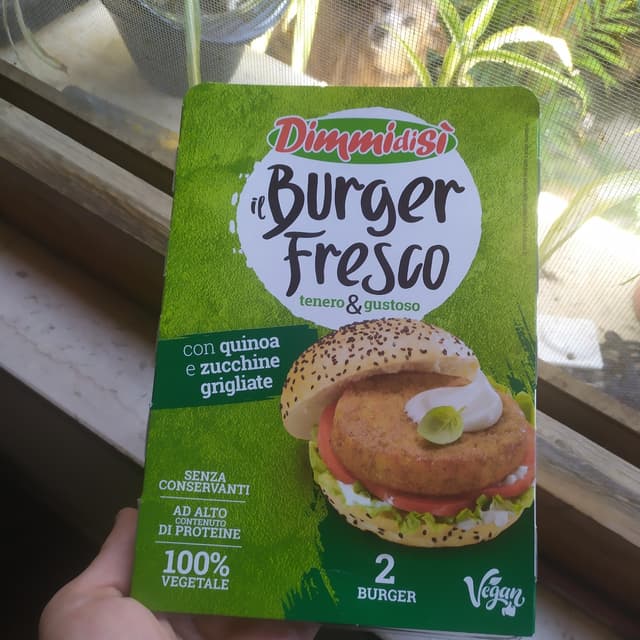 DimmidiSì
il Burger
Fresco
tenero & gustoso
con quinoa
e zucchine
grigliate
SENZA
CONSERVANTI
AD ALTO
CONTENUTO
DI PROTEINE
100%
VEGETALE
2
BURGER
Vegan